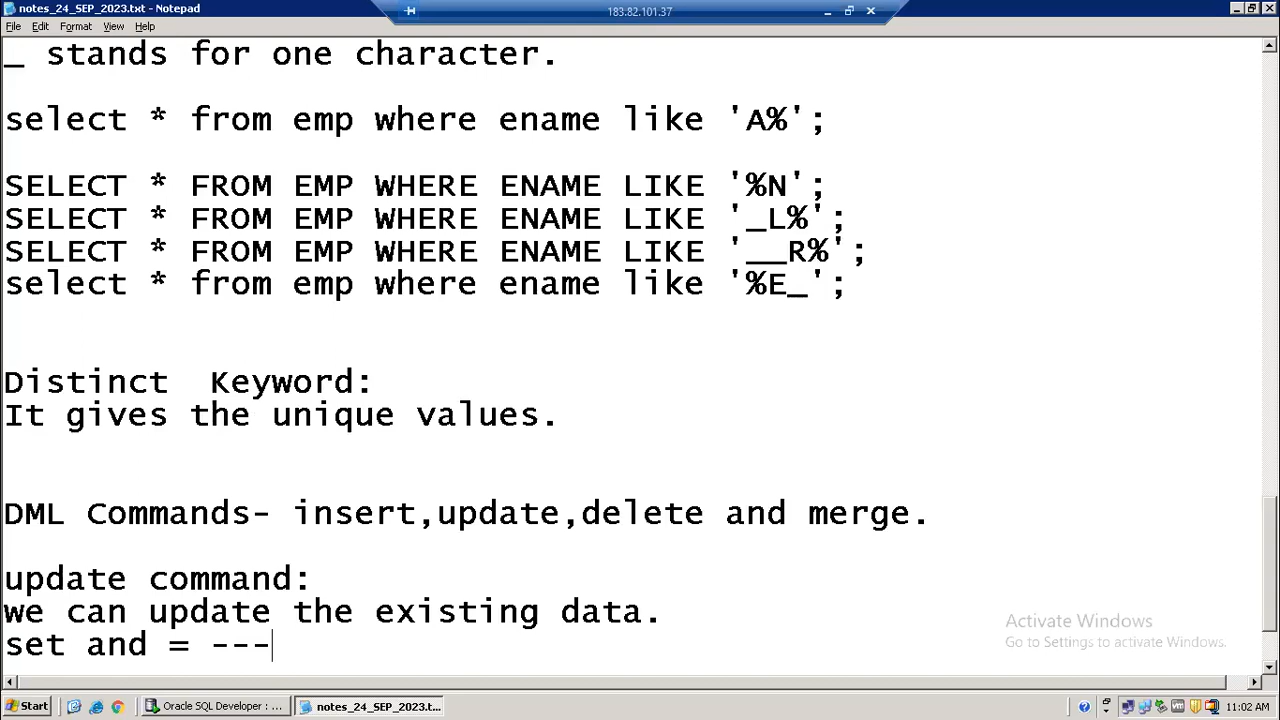 notes_24_SEP_2023.txt - Notepad
183.82.101.37
File Edit Format View Help
_ stands for one character.
select * from emp where ename like 'A%';
SELECT * FROM EMP WHERE ENAME LIKE '%N';
SELECT * FROM EMP WHERE ENAME LIKE '_L%';
SELECT * FROM EMP WHERE ENAME LIKE '__R%';
select * from emp where ename like '%E_';
Distinct  Keyword:
It gives the unique values.
DML Commands- insert,update,delete and merge.
update command:
we can update the existing data.
set and = ---
Activate Windows
Go to Settings to activate Windows.
Start
Oracle SQL Developer : ...
notes_24_SEP_2023.t...
11:02 AM